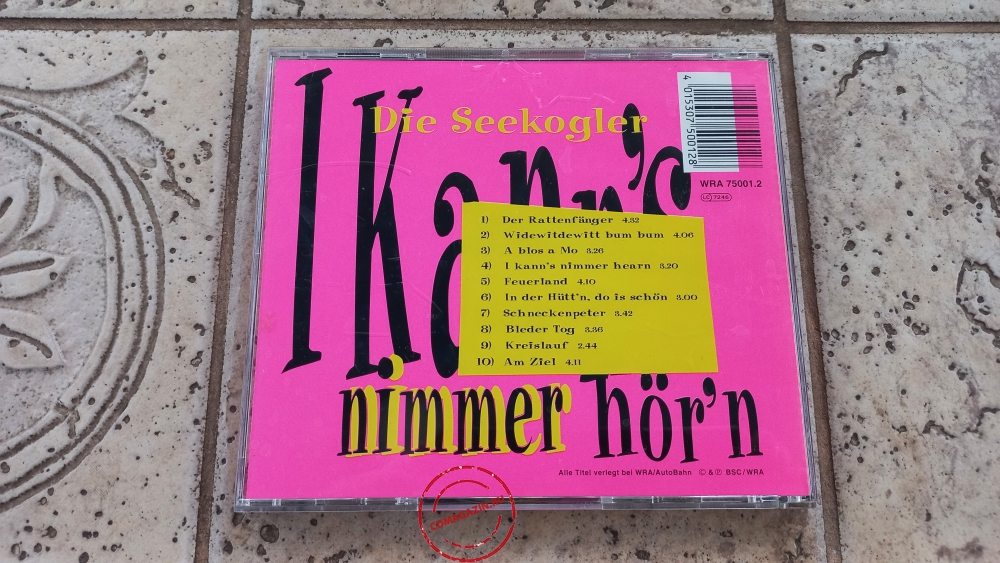 I kann's
Die Seekogler
4 015307 500128
WRA 75001.2
LC 7246
1) Der Rattenfänger 4.32
2) Widewitdewitt bum bum 4.06
3) A blos a Mo 3.26
4) I kann's nimmer hearn 3.20
5) Feuerland 4.10
6) In der Hütt'n, do is schön 3.00
7) Schneckenpeter 3.42
8) Bleder Tog 3.36
9) Kreislauf 2.44
10) Am Ziel 4.11
nimmer hör'n
Alle Titel verlegt bei WRA/AutoBahn © & ℗ BSC/WRA